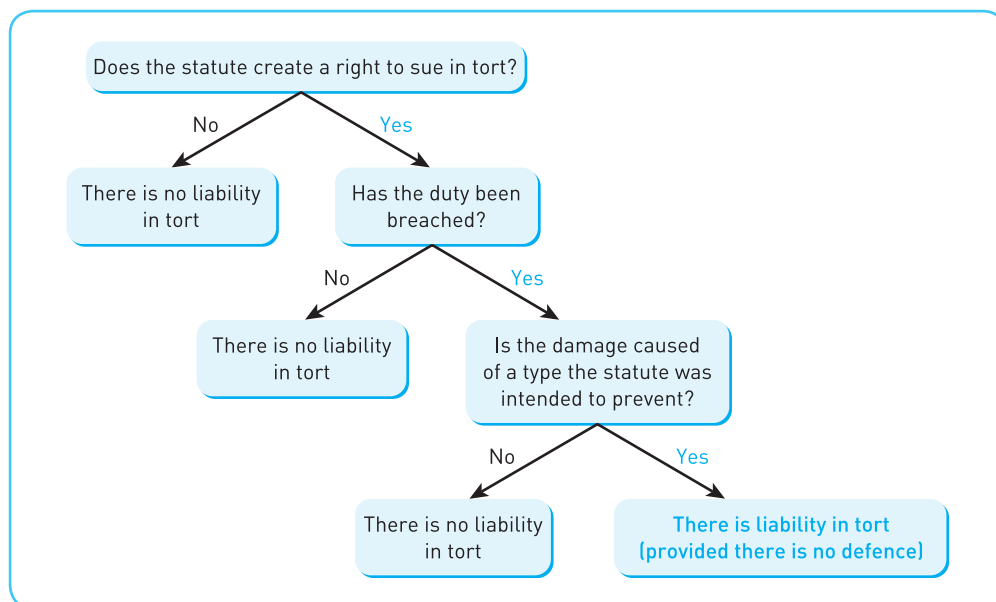 Does the statute create a right to sue in tort?
No
Yes
There is no liability
in tort
Has the duty been
breached?
No
Yes
There is no liability
in tort
Is the damage caused
of a type the statute was
intended to prevent?
No
Yes
There is no liability
in tort
There is liability in tort
(provided there is no defence)